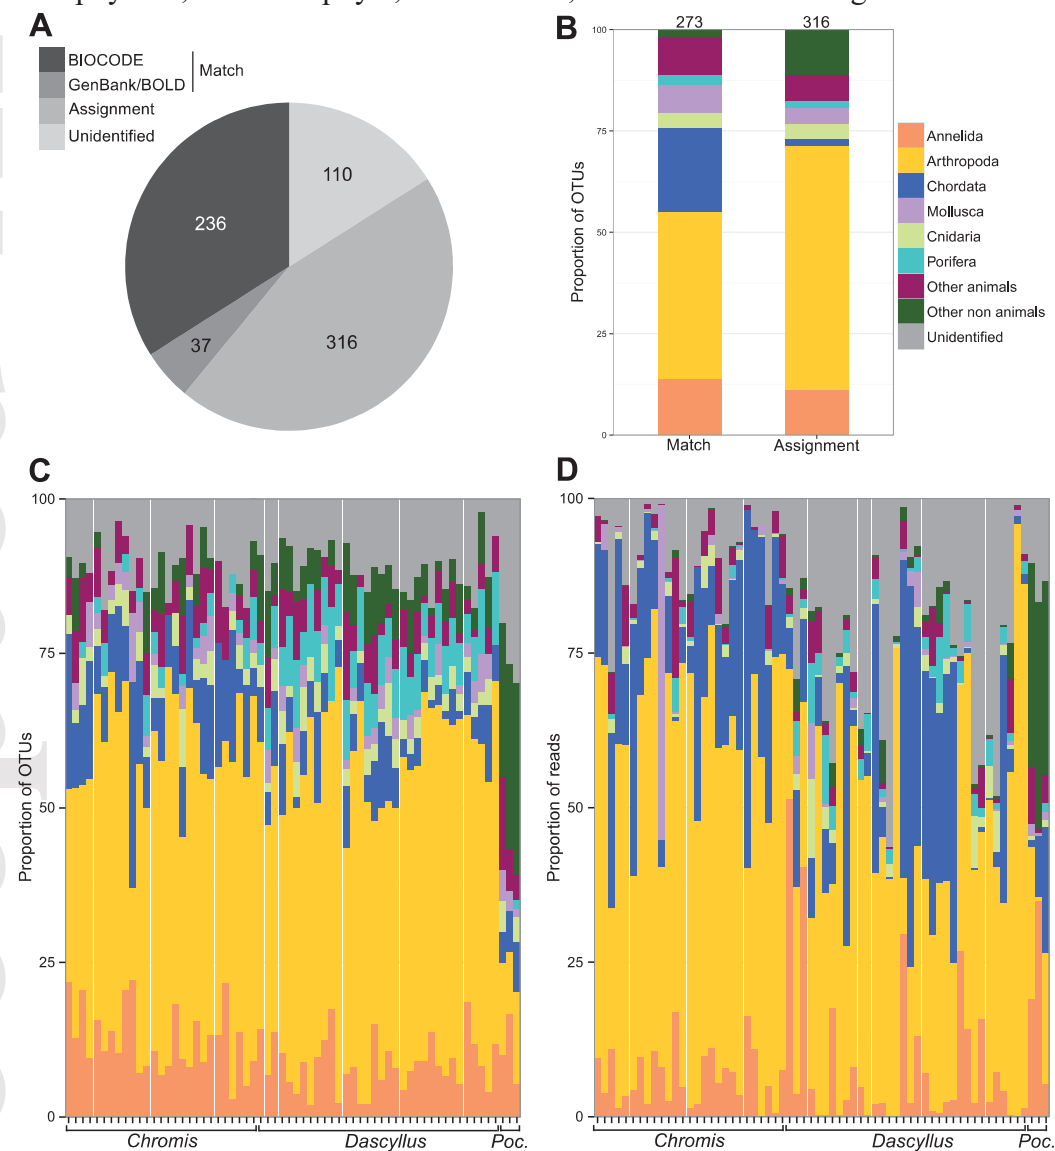 A
BIOCODE
GenBank/BOLD
Match
Assignment
Unidentified
110
236
37
316
B
273
316
100
75
50
25
0
Proportion of OTUs
Match
Assignment
Annelida
Arthropoda
Chordata
Mollusca
Cnidaria
Porifera
Other animals
Other non animals
Unidentified
C
100
75
50
25
0
Proportion of OTUs
Chromis
Dascyllus
Poc.
D
100
75
50
25
0
Proportion of reads
Chromis
Dascyllus
Poc.